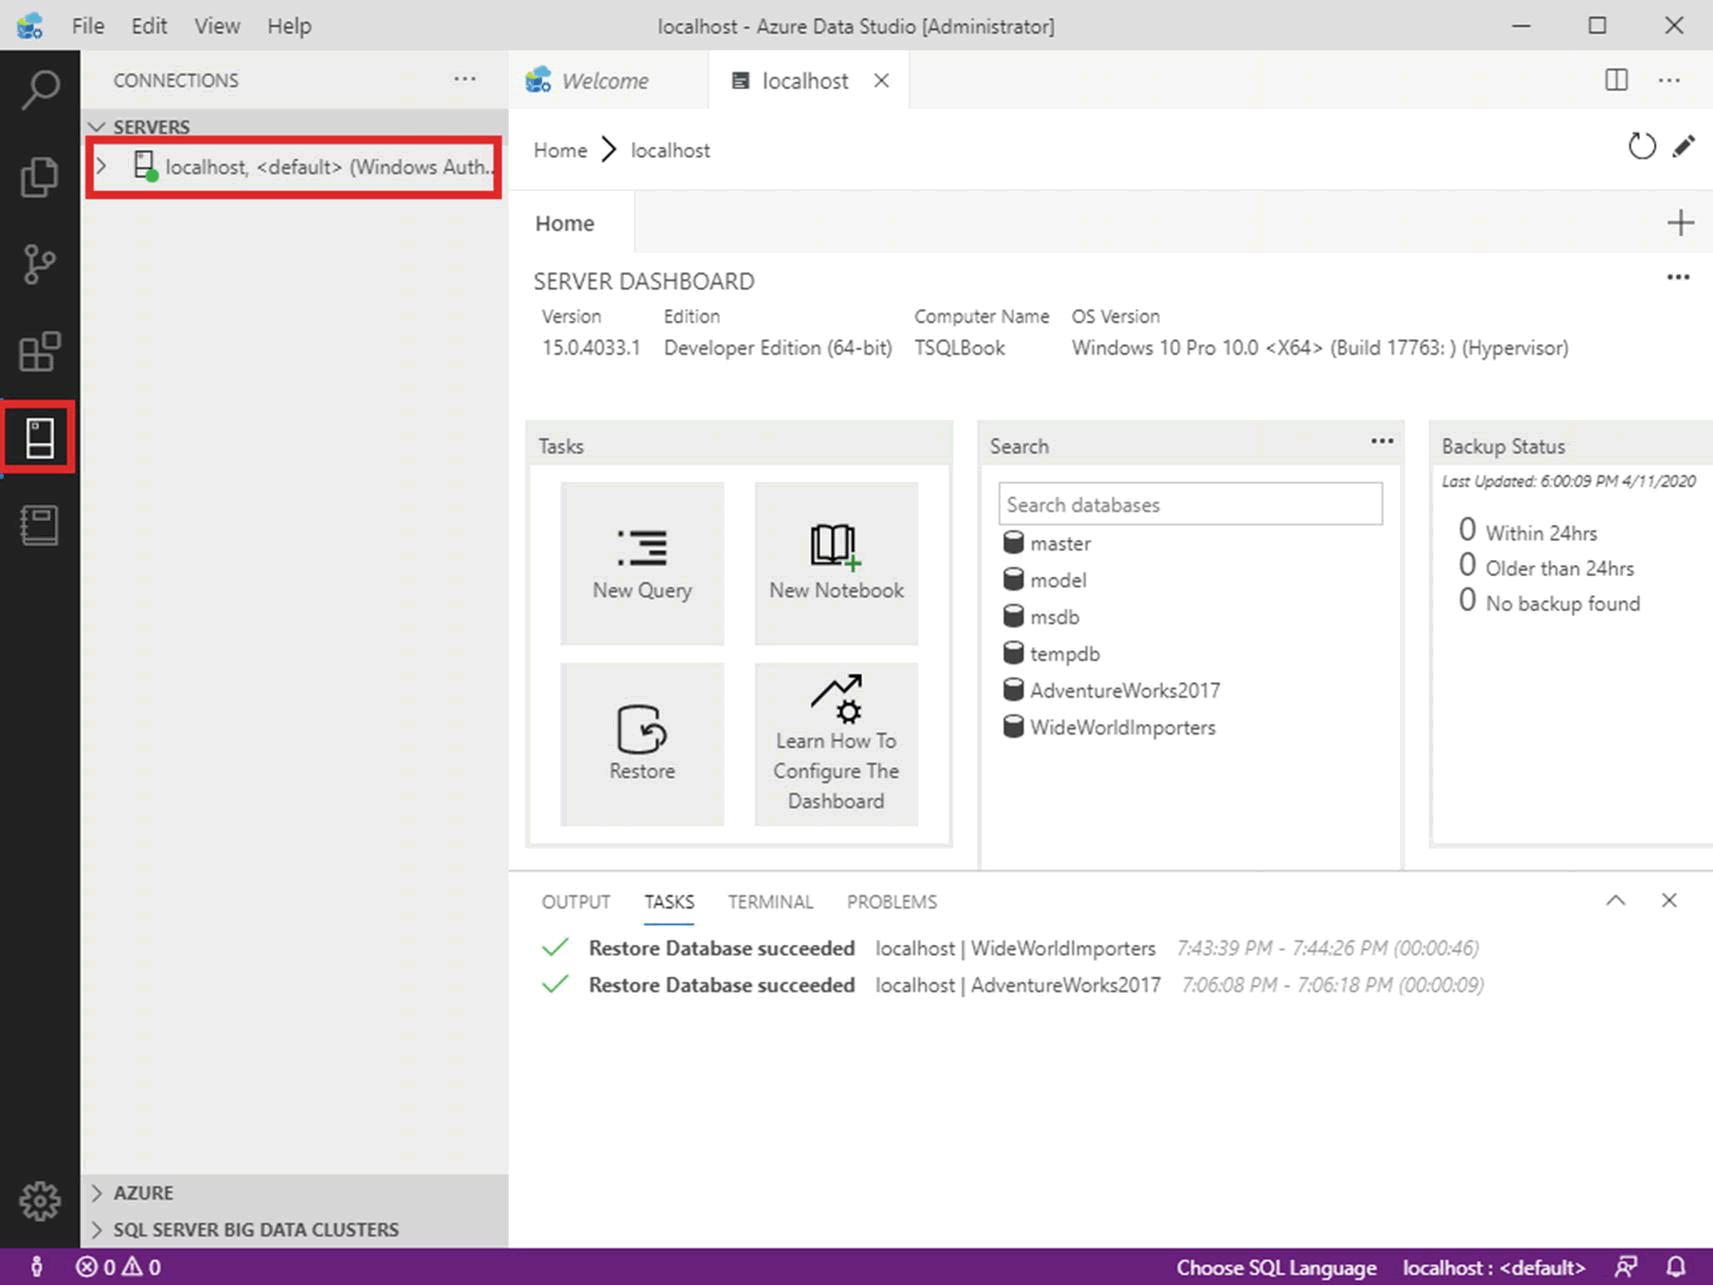 File Edit View Help
localhost - Azure Data Studio [Administrator]
CONNECTIONS
Welcome
localhost
SERVERS
localhost, <default> (Windows Auth..
Home
localhost
Home
SERVER DASHBOARD
Version Edition Computer Name OS Version
15.0.4033.1 Developer Edition (64-bit) TSQLBook Windows 10 Pro 10.0 <X64> (Build 17763: ) (Hypervisor)
Tasks
New Query
New Notebook
Restore
Learn How To
Configure The
Dashboard
Search
Search databases
master
model
msdb
tempdb
AdventureWorks2017
WideWorldImporters
Backup Status
Last Updated: 6:00:09 PM 4/11/2020
0 Within 24hrs
0 Older than 24hrs
0 No backup found
OUTPUT TASKS TERMINAL PROBLEMS
Restore Database succeeded localhost | WideWorldImporters 7:43:39 PM - 7:44:26 PM (00:00:46)
Restore Database succeeded localhost | AdventureWorks2017 7:06:08 PM - 7:06:18 PM (00:00:09)
AZURE
SQL SERVER BIG DATA CLUSTERS
0 0
Choose SQL Language localhost : <default>